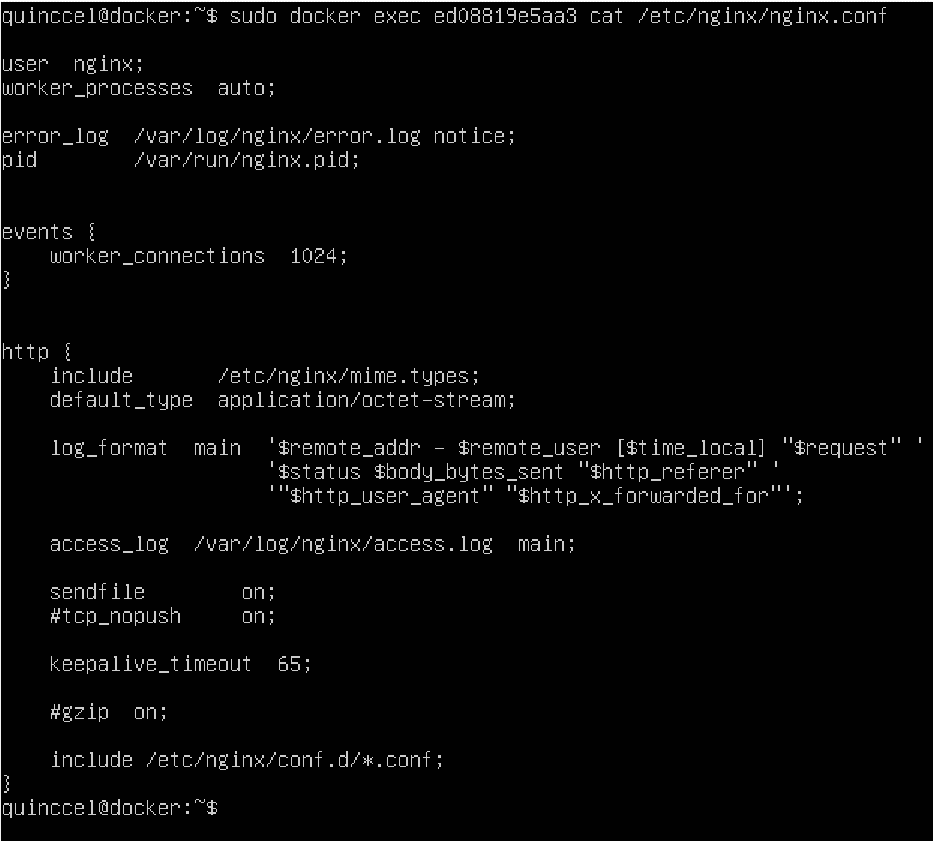 quinccel@docker:~$ sudo docker exec ed08819e5aa3 cat /etc/nginx/nginx.conf
user  nginx;
worker_processes  auto;
error_log  /var/log/nginx/error.log notice;
pid        /var/run/nginx.pid;
events {
    worker_connections  1024;
}
http {
    include       /etc/nginx/mime.types;
    default_type  application/octet-stream;
    log_format  main  '$remote_addr - $remote_user [$time_local] "$request" '
                      '$status $body_bytes_sent "$http_referer" '
                      '"$http_user_agent" "$http_x_forwarded_for"';
    access_log  /var/log/nginx/access.log  main;
    sendfile        on;
    #tcp_nopush     on;
    keepalive_timeout  65;
    #gzip  on;
    include /etc/nginx/conf.d/*.conf;
}
quinccel@docker:~$